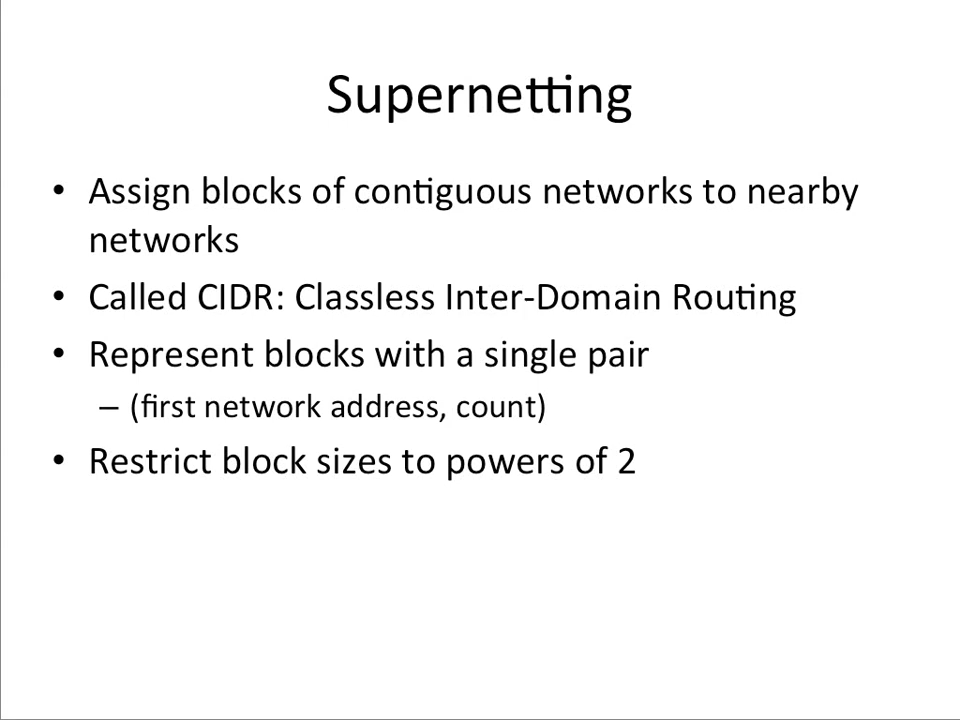 Supernetting
• Assign blocks of contiguous networks to nearby
networks
• Called CIDR: Classless Inter-Domain Routing
• Represent blocks with a single pair
– (first network address, count)
• Restrict block sizes to powers of 2